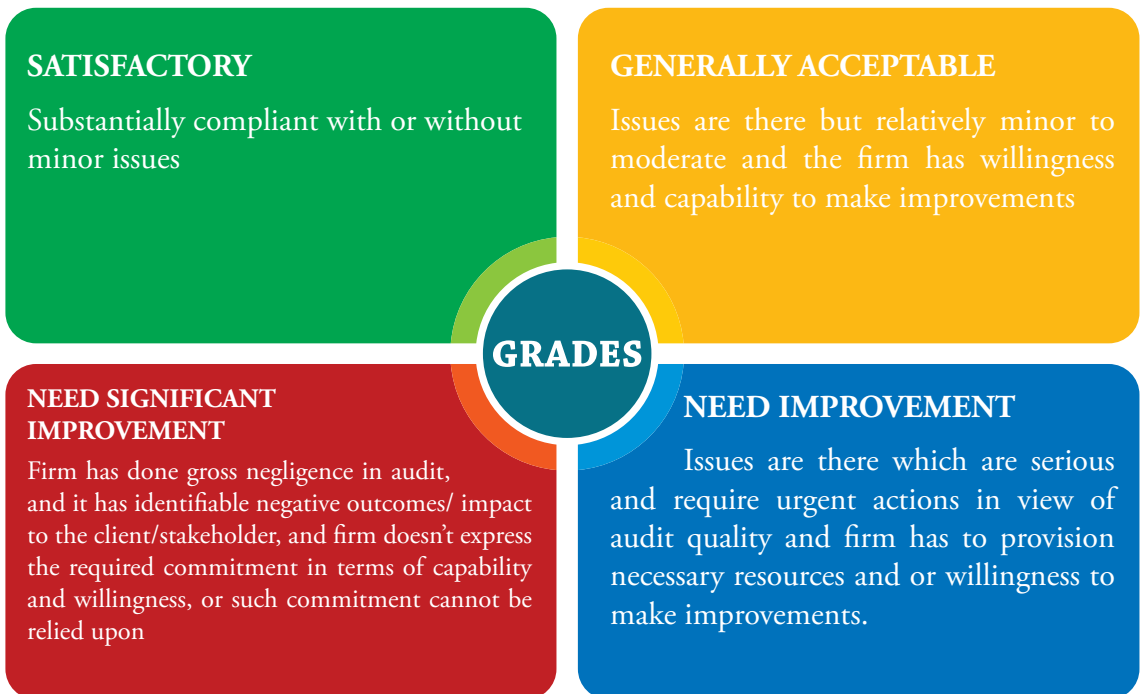 SATISFACTORY
Substantially compliant with or without
minor issues
GENERALLY ACCEPTABLE
Issues are there but relatively minor to
moderate and the firm has willingness
and capability to make improvements
GRADES
NEED SIGNIFICANT
IMPROVEMENT
Firm has done gross negligence in audit,
and it has identifiable negative outcomes/ impact
to the client/stakeholder, and firm doesn't express
the required commitment in terms of capability
and willingness, or such commitment cannot be
relied upon
NEED IMPROVEMENT
Issues are there which are serious
and require urgent actions in view of
audit quality and firm has to provision
necessary resources and or willingness to
make improvements.